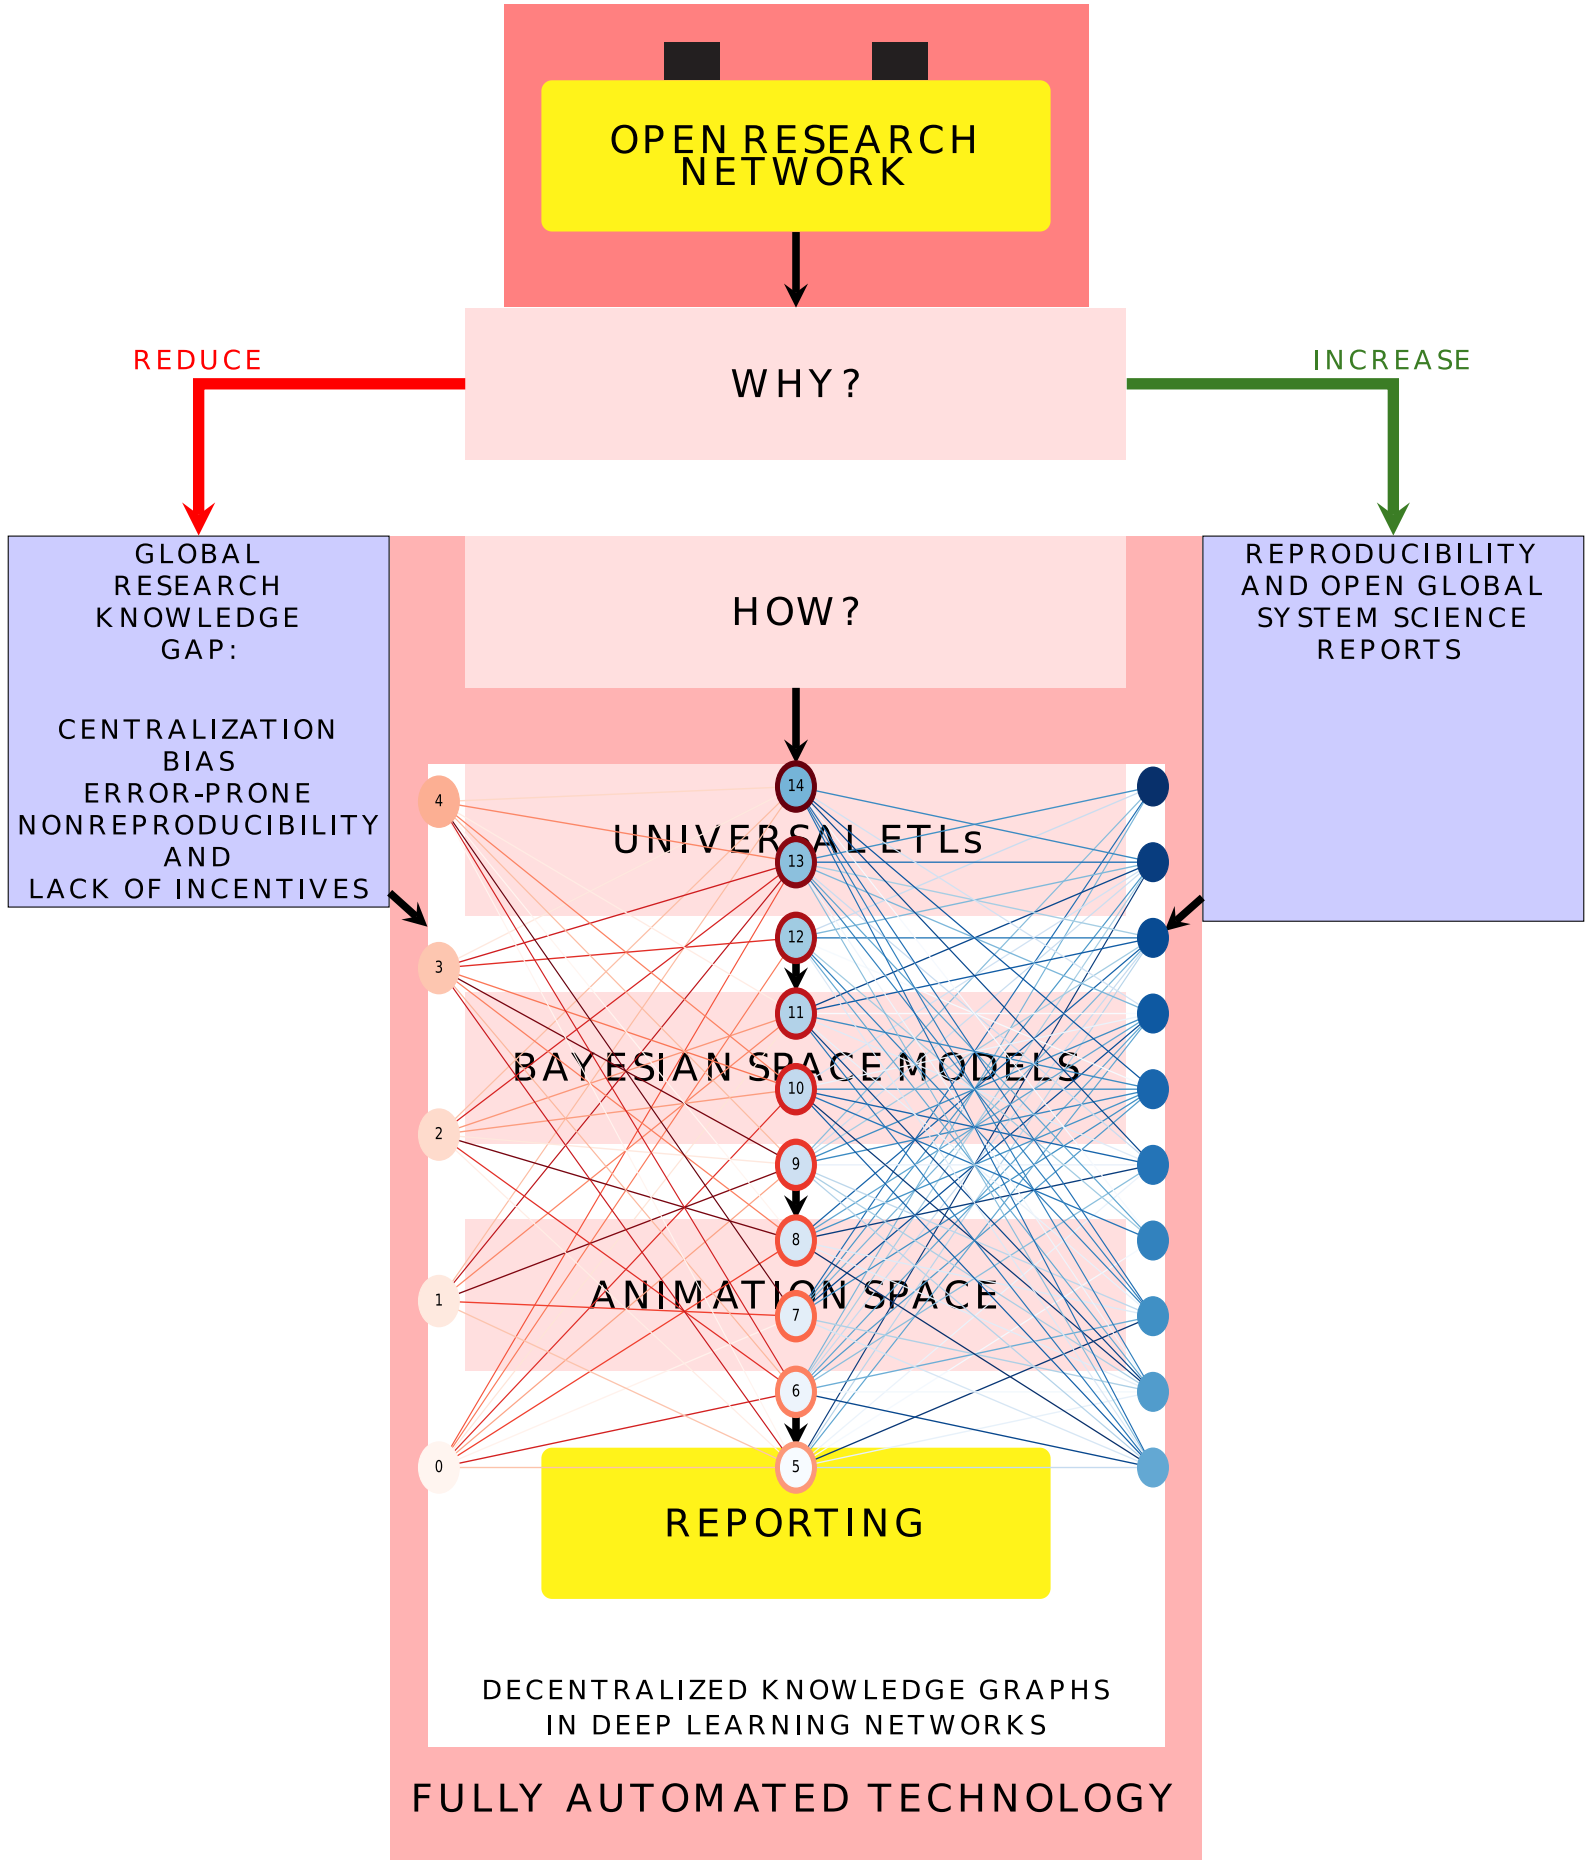 OPEN RESEARCH
NETWORK
WHY?
REDUCE
INCREASE
GLOBAL
RESEARCH
KNOWLEDGE
GAP:
CENTRALIZATION
BIAS
ERROR-PRONE
NONREPRODUCIBILITY
AND
LACK OF INCENTIVES
HOW?
REPRODUCIBILITY
AND OPEN GLOBAL
SYSTEM SCIENCE
REPORTS
4
3
2
1
0
14
UNIVERSAL ETLs
13
12
11
BAYESIAN SPACE MODELS
10
9
8
ANIMATION SPACE
7
6
5
REPORTING
DECENTRALIZED KNOWLEDGE GRAPHS
IN DEEP LEARNING NETWORKS
FULLY AUTOMATED TECHNOLOGY